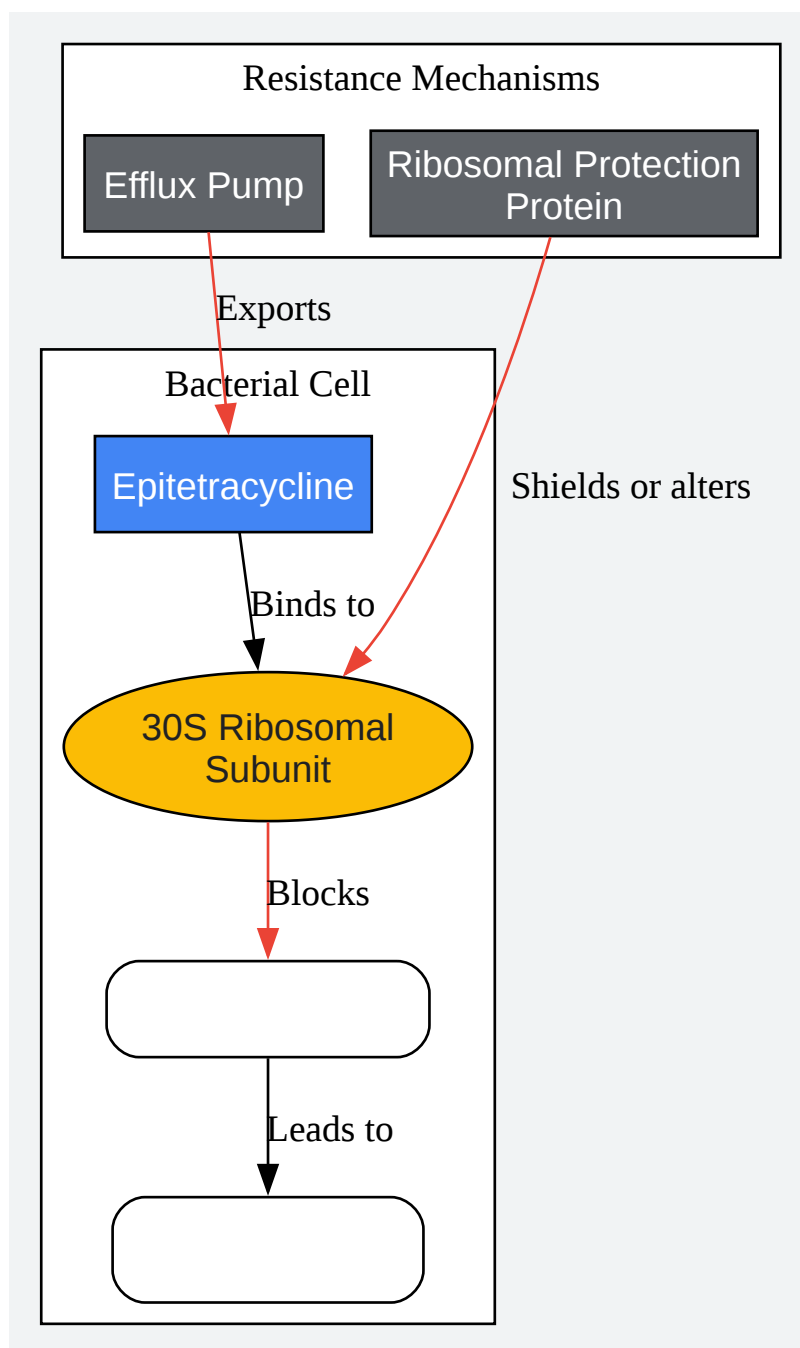 Resistance Mechanisms
Efflux Pump
Ribosomal Protection
Protein
Exports
Bacterial Cell
Epitetracycline
Shields or alters
Binds to
30S Ribosomal
Subunit
Blocks
Leads to